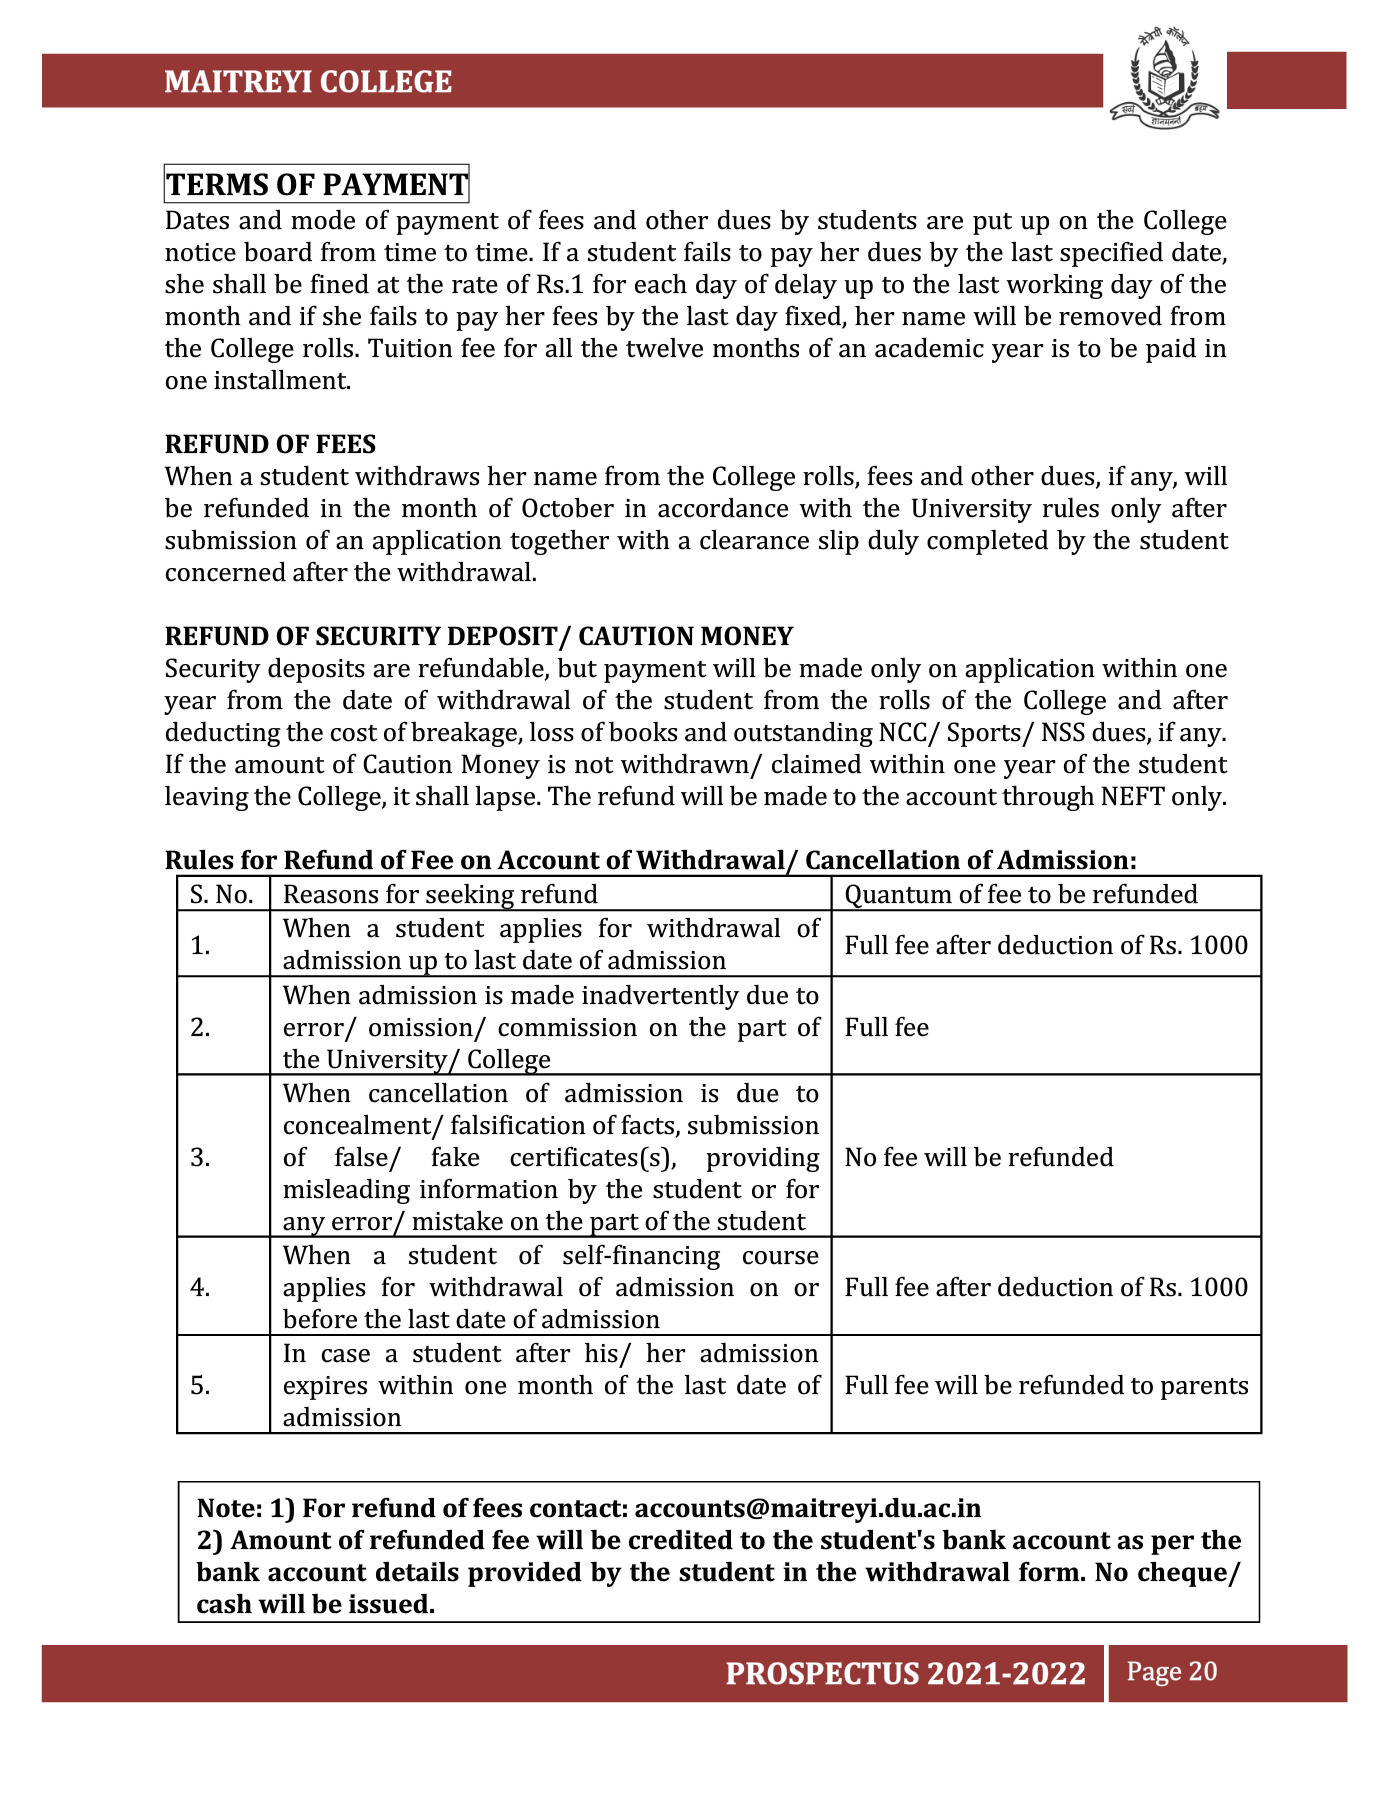 मैत्रेयी कॉलेज
MAITREYI COLLEGE
TERMS OF PAYMENT
Dates and mode of payment of fees and other dues by students are put up on the College
notice board from time to time. If a student fails to pay her dues by the last specified date,
she shall be fined at the rate of Rs.1 for each day of delay up to the last working day of the
month and if she fails to pay her fees by the last day fixed, her name will be removed from
the College rolls. Tuition fee for all the twelve months of an academic year is to be paid in
one installment.
REFUND OF FEES
When a student withdraws her name from the College rolls, fees and other dues, if any, will
be refunded in the month of October in accordance with the University rules only after
submission of an application together with a clearance slip duly completed by the student
concerned after the withdrawal.
REFUND OF SECURITY DEPOSIT/ CAUTION MONEY
Security deposits are refundable, but payment will be made only on application within one
year from the date of withdrawal of the student from the rolls of the College and after
deducting the cost of breakage, loss of books and outstanding NCC/ Sports/ NSS dues, if any.
If the amount of Caution Money is not withdrawn/ claimed within one year of the student
leaving the College, it shall lapse. The refund will be made to the account through NEFT only.
Rules for Refund of Fee on Account of Withdrawal/ Cancellation of Admission:
S. No. Reasons for seeking refund Quantum of fee to be refunded
1. When a student applies for withdrawal of
admission up to last date of admission
Full fee after deduction of Rs. 1000
2. When admission is made inadvertently due to
error/ omission/ commission on the part of
the University/ College
Full fee
3. When cancellation of admission is due to
concealment/ falsification of facts, submission
of false/ fake certificates(s), providing
misleading information by the student or for
any error/ mistake on the part of the student
No fee will be refunded
4. When a student of self-financing course
applies for withdrawal of admission on or
before the last date of admission
Full fee after deduction of Rs. 1000
5. In case a student after his/ her admission
expires within one month of the last date of
admission
Full fee will be refunded to parents
Note: 1) For refund of fees contact: accounts@maitreyi.du.ac.in
2) Amount of refunded fee will be credited to the student's bank account as per the
bank account details provided by the student in the withdrawal form. No cheque/
cash will be issued.
PROSPECTUS 2021-2022 Page 20